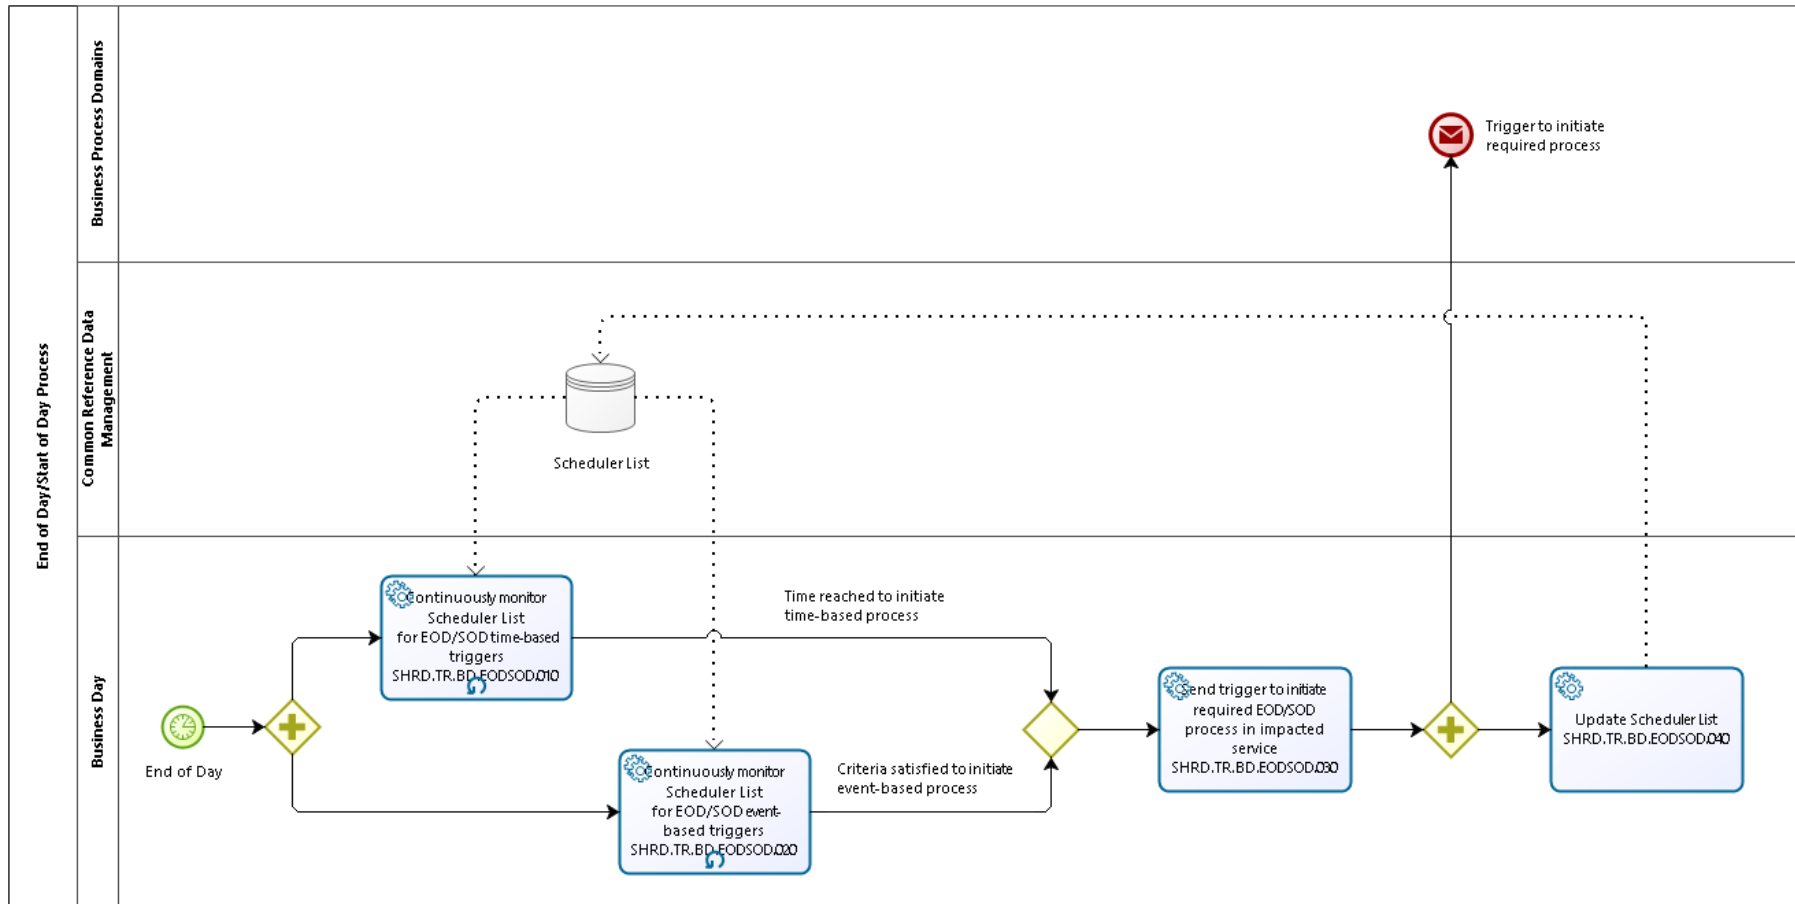 End of Day/Start of Day Process
Business Process Domains
Trigger to initiate
required process
Common Reference Data
Management
Scheduler List
Business Day
End of Day
Continuously monitor
Scheduler List
for EOD/SOD time-based
triggers
SHRD.TR.BD.EODSOD.010
Time reached to initiate
time-based process
Continuously monitor
Scheduler List
for EOD/SOD event-
based triggers
SHRD.TR.BD.EODSOD.020
Criteria satisfied to initiate
event-based process
Send trigger to initiate
required EOD/SOD
process in impacted
service
SHRD.TR.BD.EODSOD.030
Update Scheduler List
SHRD.TR.BD.EODSOD.040